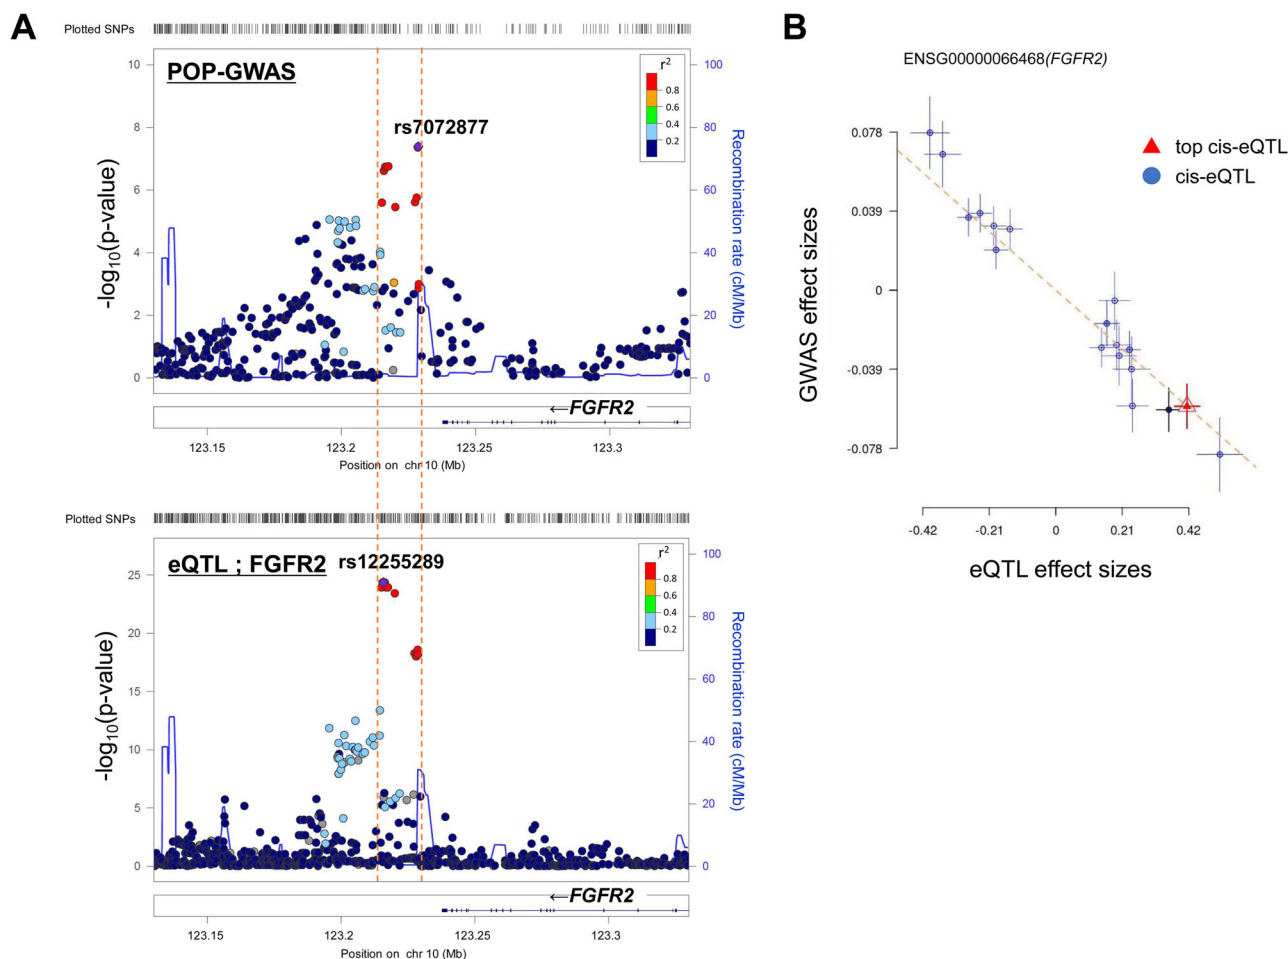 A
Plotted SNPs
POP-GWAS
rs7072877
r2
0.8
0.6
0.4
0.2
10
8
6
4
2
0
-log10(p-value)
100
80
60
40
20
0
Recombination rate (cM/Mb)
←FGFR2
123.15
123.2
123.25
123.3
Position on chr 10 (Mb)
Plotted SNPs
eQTL ; FGFR2
rs12255289
r2
0.8
0.6
0.4
0.2
25
20
15
10
5
0
-log10(p-value)
100
80
60
40
20
0
Recombination rate (cM/Mb)
←FGFR2
123.15
123.2
123.25
123.3
Position on chr 10 (Mb)
B
ENSG00000066468(FGFR2)
top cis-eQTL
cis-eQTL
0.078
0.039
0
-0.039
-0.078
GWAS effect sizes
-0.42
-0.21
0
0.21
0.42
eQTL effect sizes